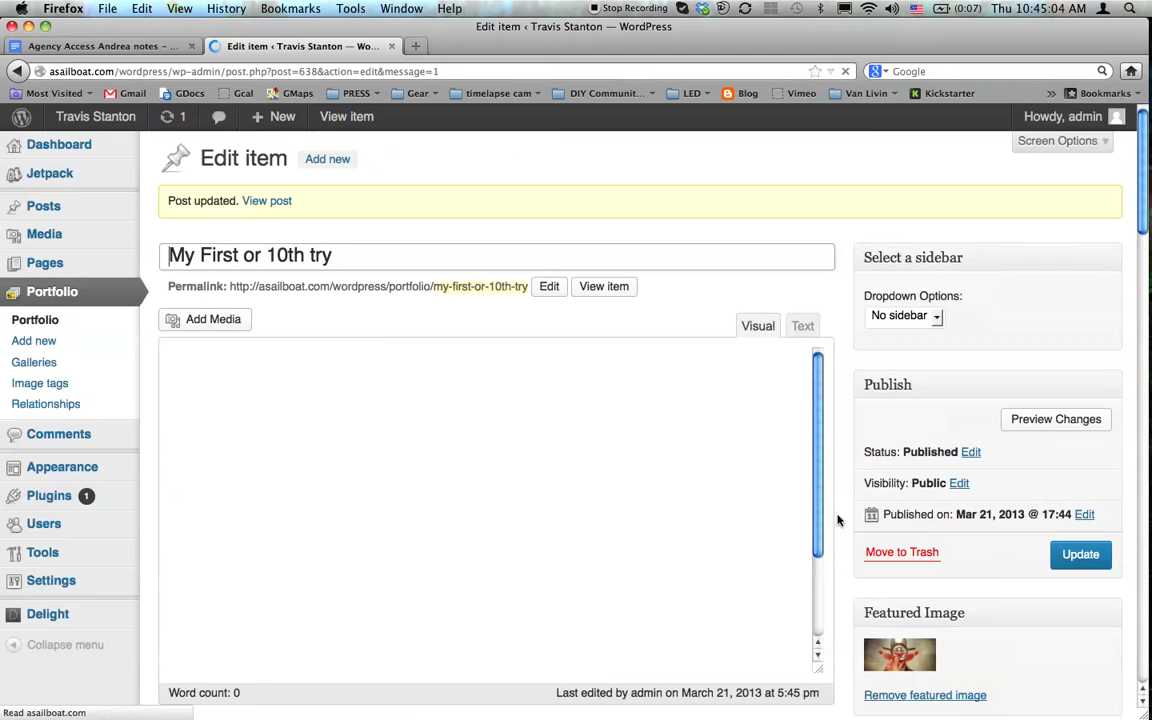 Firefox File Edit View History Bookmarks Tools Window Help Stop Recording (0:07) Thu 10:45:04 AM
Edit item ‹ Travis Stanton — WordPress
Agency Access Andrea notes – ... Edit item ‹ Travis Stanton — Wo...
asailboat.com/wordpress/wp-admin/post.php?post=638&action=edit&message=1 Google
Most Visited Gmail GDocs Gcal GMaps PRESS Gear timelapse cam DIY Communit... LED Blog Vimeo Van Livin Kickstarter Bookmarks
Travis Stanton 1 New View item Howdy, admin
Screen Options
Dashboard
Jetpack
Posts
Media
Pages
Portfolio
Portfolio
Add new
Galleries
Image tags
Relationships
Comments
Appearance
Plugins 1
Users
Tools
Settings
Delight
Collapse menu
Edit item Add new
Post updated. View post
My First or 10th try
Permalink: http://asailboat.com/wordpress/portfolio/my-first-or-10th-try Edit View item
Add Media
Visual Text
Word count: 0 Last edited by admin on March 21, 2013 at 5:45 pm
Select a sidebar
Dropdown Options:
No sidebar
Publish
Preview Changes
Status: Published Edit
Visibility: Public Edit
11 Published on: Mar 21, 2013 @ 17:44 Edit
Move to Trash Update
Featured Image
Remove featured image
Read asailboat.com